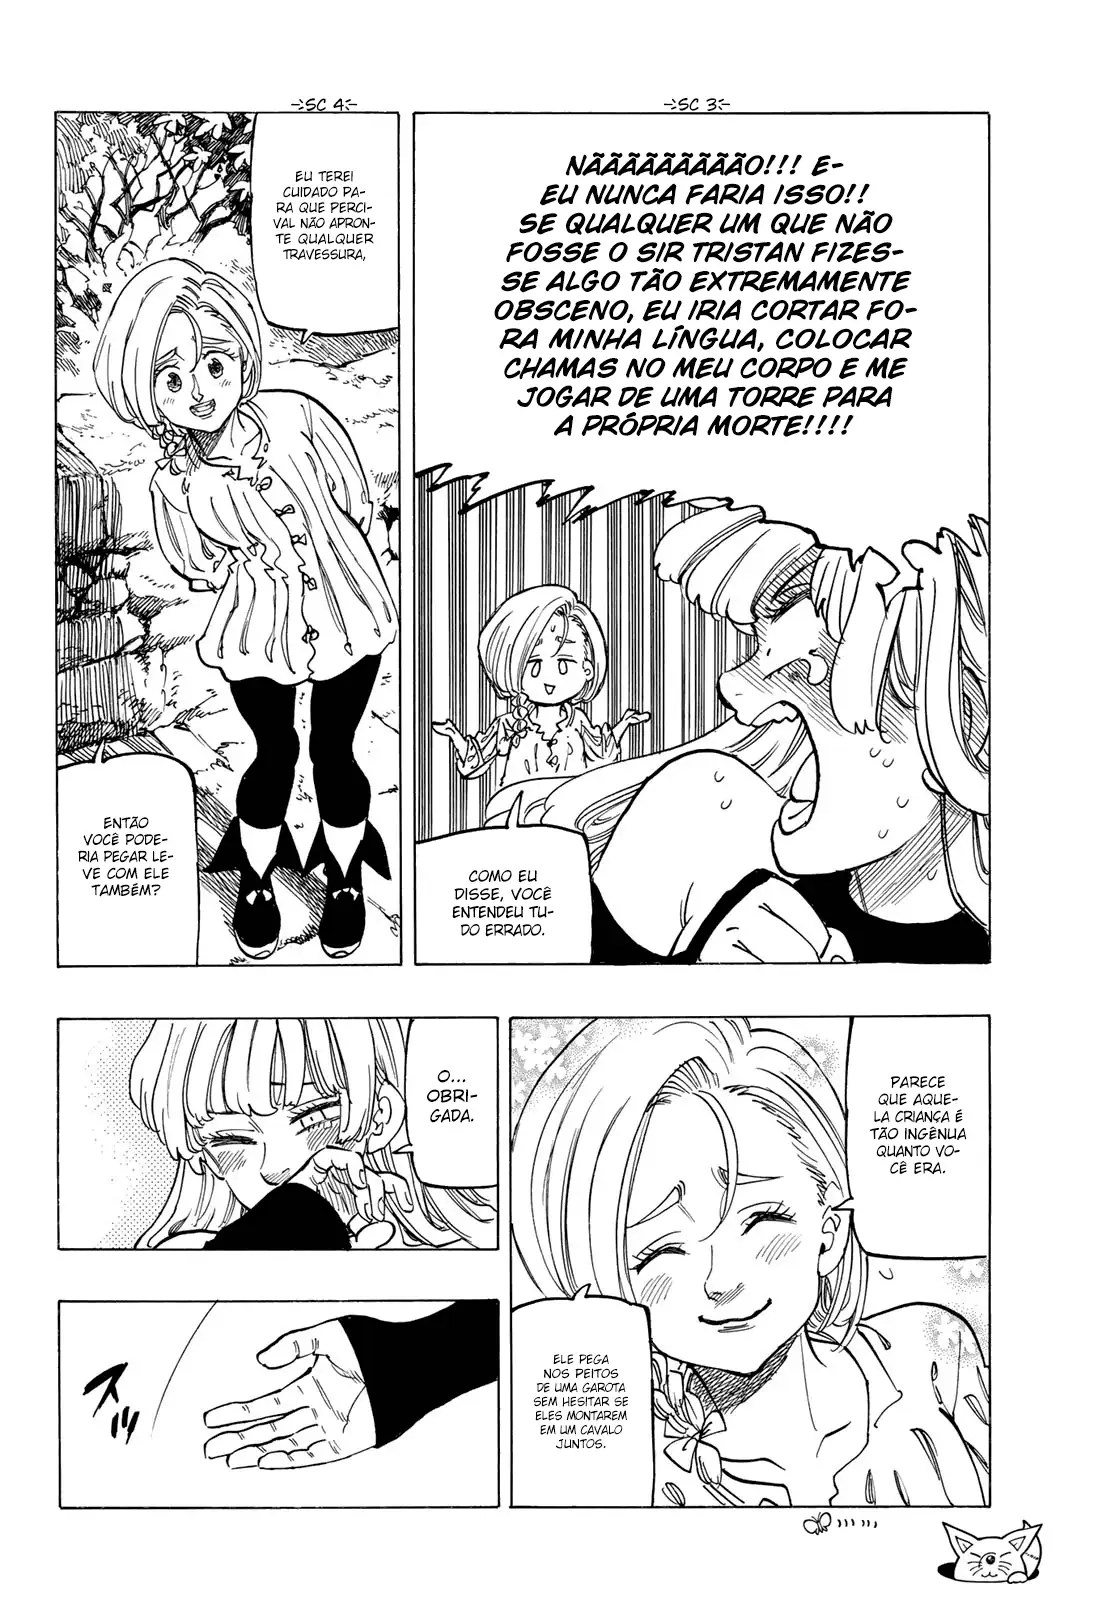 SC 3
NÃÃÃÃÃÃÃÃÃO!!! E-
EU NUNCA FARIA ISSO!!
SE QUALQUER UM QUE NÃO
FOSSE O SIR TRISTAN FIZES-
SE ALGO TÃO EXTREMAMENTE
OBSCENO, EU IRIA CORTAR FO-
RA MINHA LÍNGUA, COLOCAR
CHAMAS NO MEU CORPO E ME
JOGAR DE UMA TORRE PARA
A PRÓPRIA MORTE!!!!
COMO EU
DISSE, VOCÊ
ENTENDEU TU-
DO ERRADO.
SC 4
EU TEREI
CUIDADO PA-
RA QUE PERCI-
VAL NÃO APRON-
TE QUALQUER
TRAVESSURA,
ENTÃO
VOCÊ PODE-
RIA PEGAR LE-
VE COM ELE
TAMBÉM?
PARECE
QUE AQUE-
LA CRIANÇA É
TÃO INGÊNUA
QUANTO VO-
CÊ ERA.
ELE PEGA
NOS PEITOS
DE UMA GAROTA
SEM HESITAR SE
ELES MONTAREM
EM UM CAVALO
JUNTOS.
O...
OBRI-
GADA.
スッ